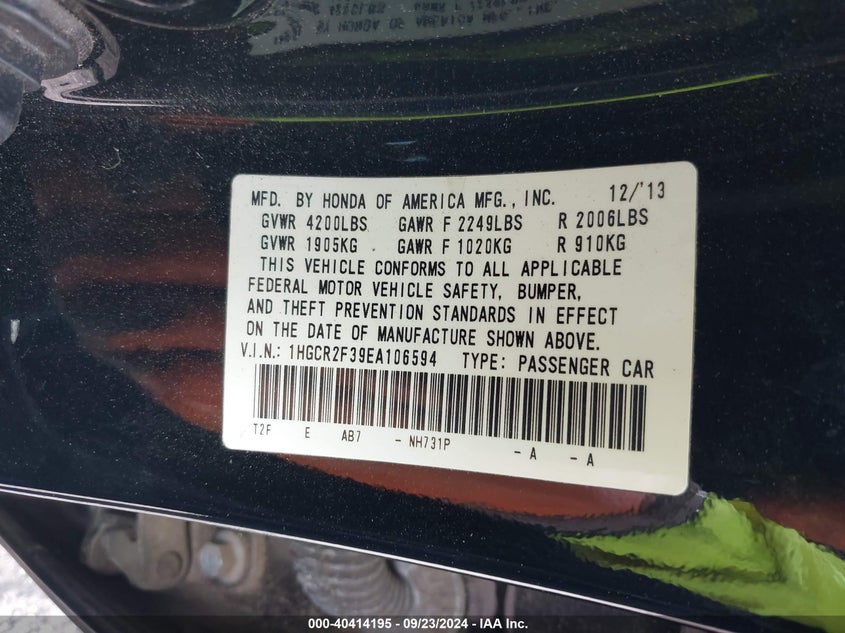 MFD. BY HONDA OF AMERICA MFG., INC. 12/'13
GVWR 4200LBS GAWR F 2249LBS R 2006LBS
GVWR 1905KG GAWR F 1020KG R 910KG
THIS VEHICLE CONFORMS TO ALL APPLICABLE
FEDERAL MOTOR VEHICLE SAFETY, BUMPER,
AND THEFT PREVENTION STANDARDS IN EFFECT
ON THE DATE OF MANUFACTURE SHOWN ABOVE.
V.I.N.: 1HGCR2F39EA106594 TYPE: PASSENGER CAR
T2F E AB7 - NH731P - A - A
000-40414195 - 09/23/2024 - IAA Inc.